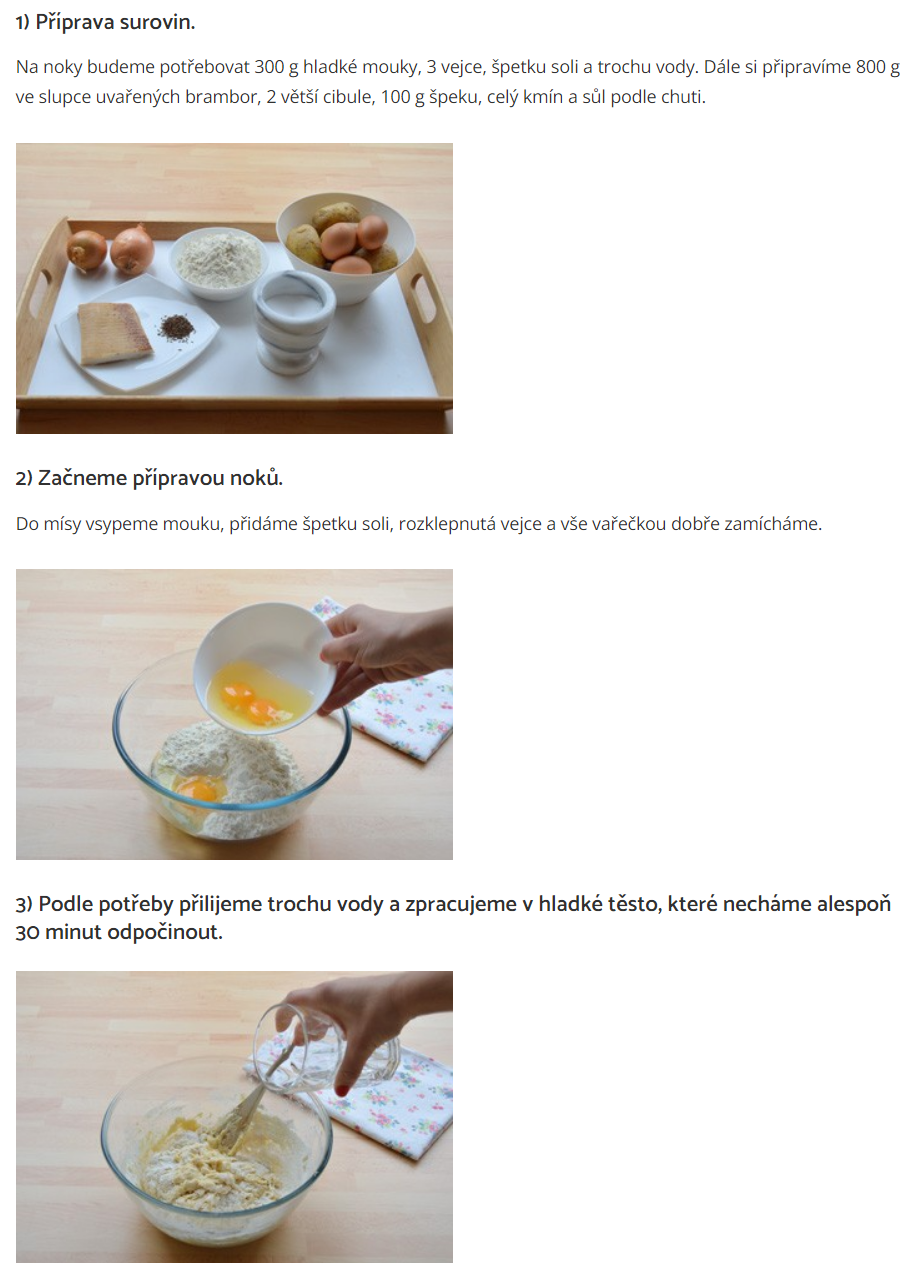 1) Příprava surovin.
Na noky budeme potřebovat 300 g hladké mouky, 3 vejce, špetku soli a trochu vody. Dále si připravíme 800 g
ve slupce uvařených brambor, 2 větší cibule, 100 g špeku, celý kmín a sůl podle chuti.
2) Začneme přípravou noků.
Do mísy vsypeme mouku, přidáme špetku soli, rozklepnutá vejce a vše vařečkou dobře zamícháme.
3) Podle potřeby přilijeme trochu vody a zpracujeme v hladké těsto, které necháme alespoň
30 minut odpočinout.